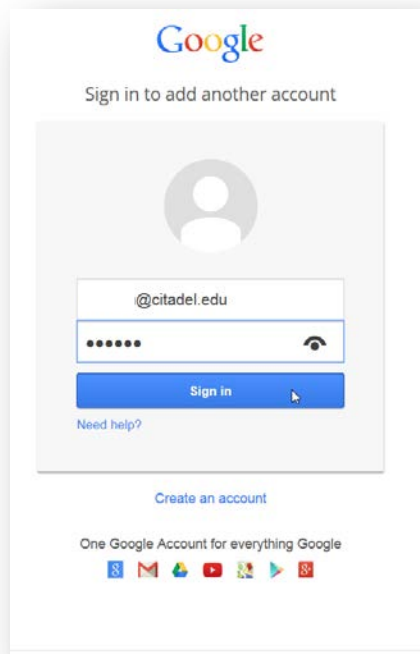 Google
Sign in to add another account
@citadel.edu
••••••
Sign in
Need help?
Create an account
One Google Account for everything Google